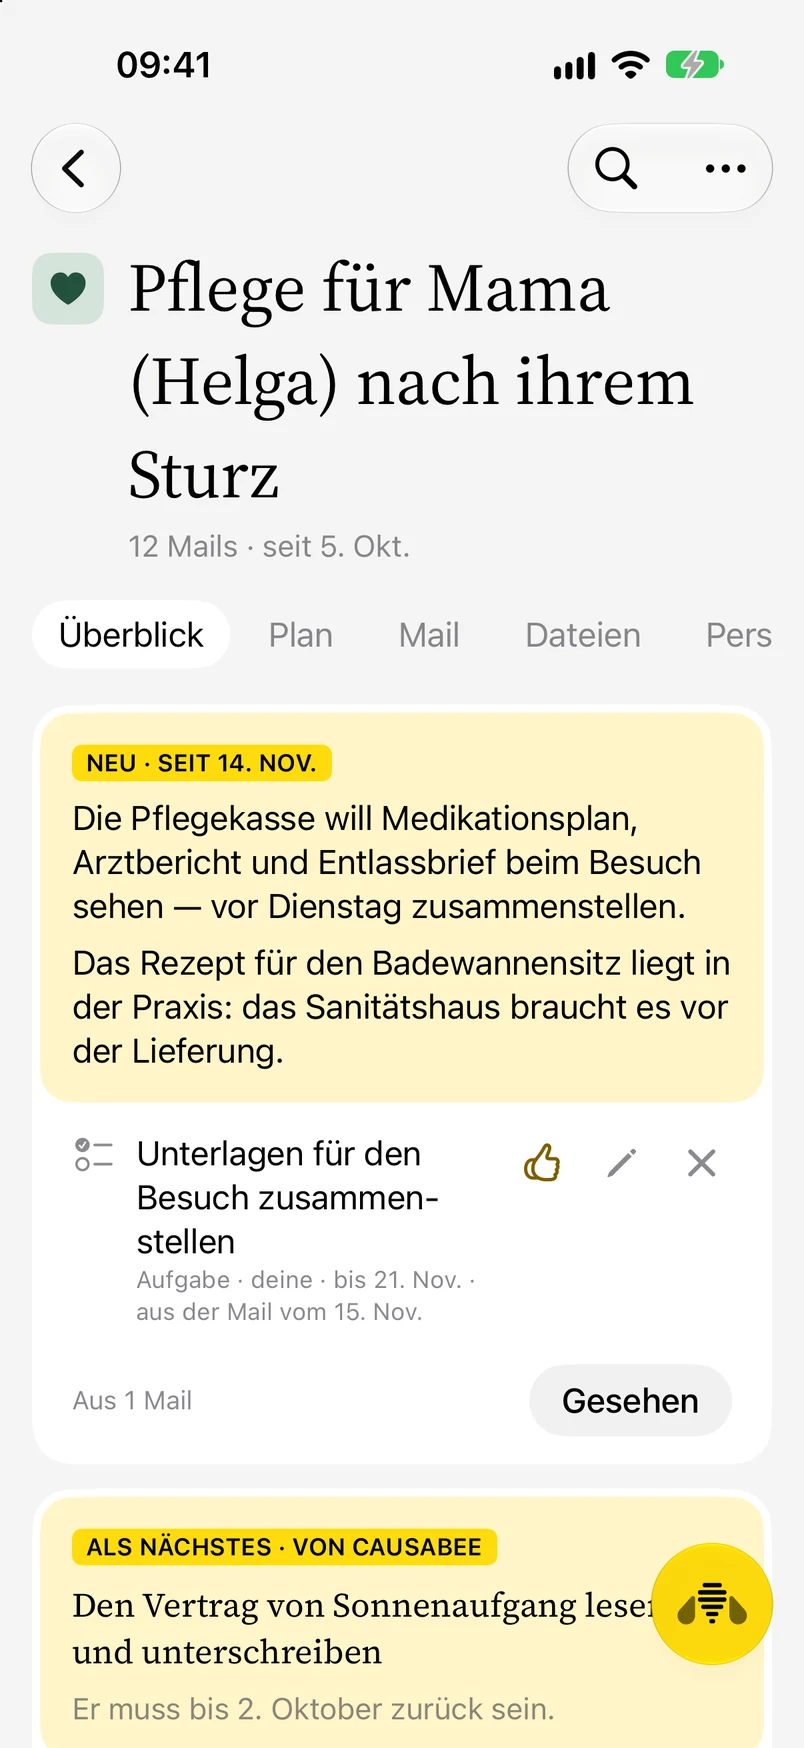 09:41
Pflege für Mama
(Helga) nach ihrem
Sturz
12 Mails · seit 5. Okt.
Überblick Plan Mail Dateien Pers
NEU · SEIT 14. NOV.
Die Pflegekasse will Medikationsplan,
Arztbericht und Entlassbrief beim Besuch
sehen — vor Dienstag zusammenstellen.
Das Rezept für den Badewannensitz liegt in
der Praxis: das Sanitätshaus braucht es vor
der Lieferung.
Unterlagen für den
Besuch zusammen-
stellen
Aufgabe · deine · bis 21. Nov. ·
aus der Mail vom 15. Nov.
Aus 1 Mail
Gesehen
ALS NÄCHSTES · VON CAUSABEE
Den Vertrag von Sonnenaufgang lesen
und unterschreiben
Er muss bis 2. Oktober zurück sein.